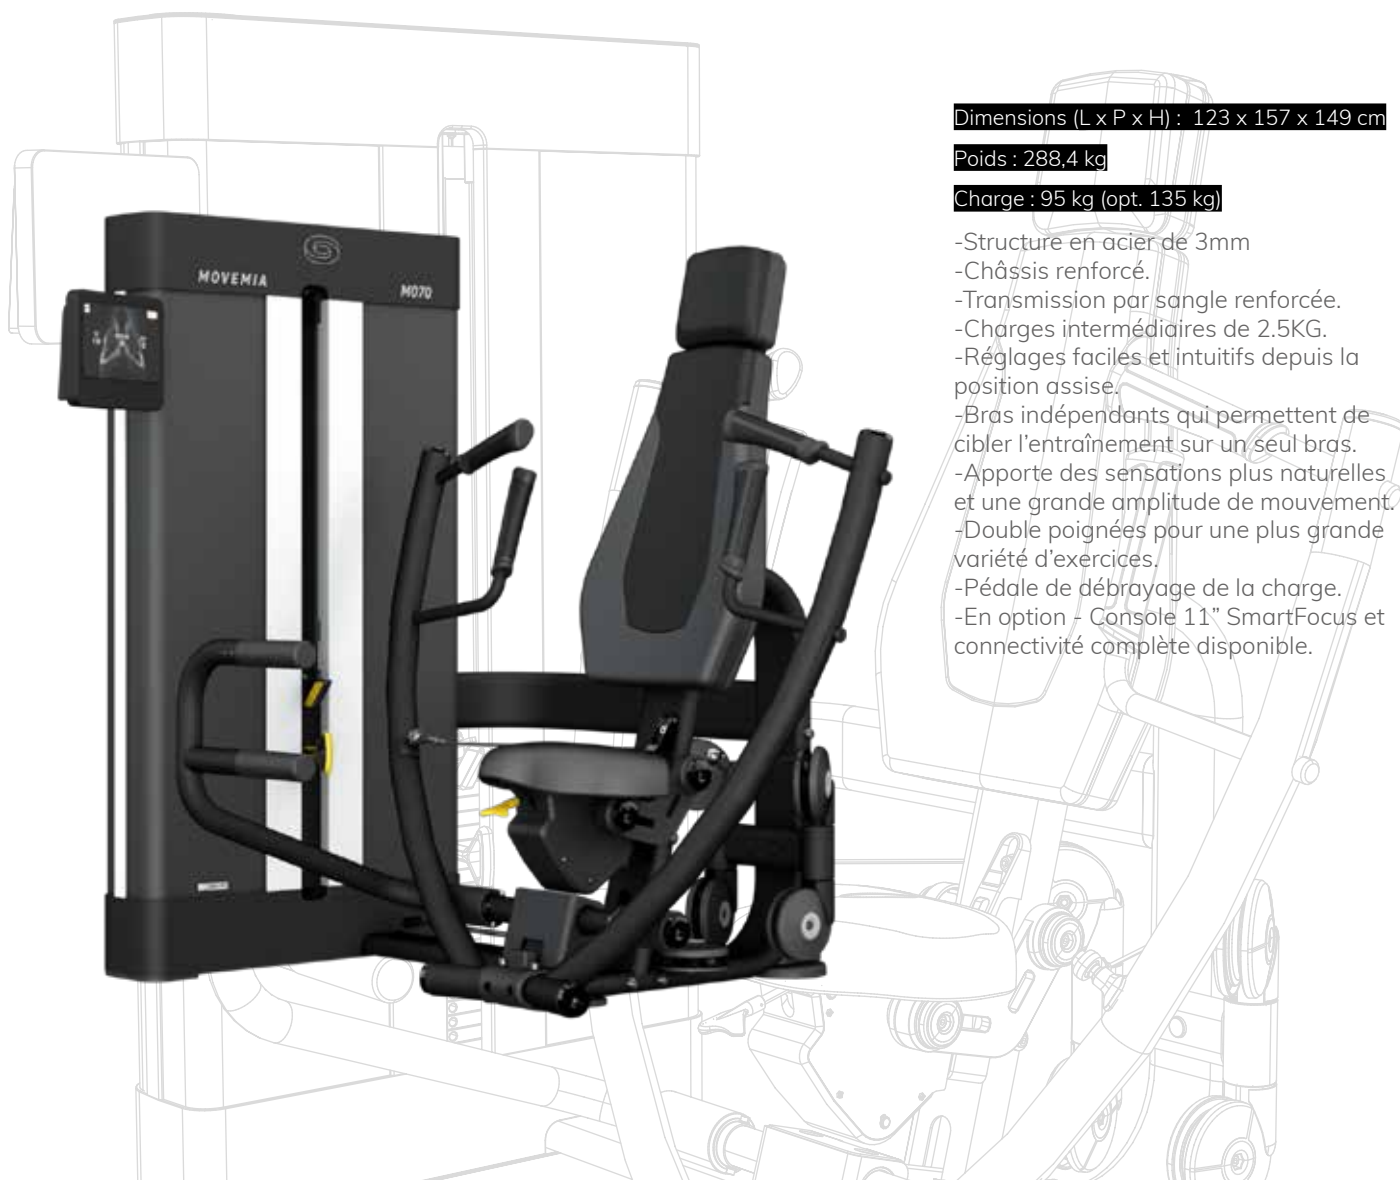 Dimensions (L x P x H) : 123 x 157 x 149 cm
Poids : 288,4 kg
Charge : 95 kg (opt. 135 kg)
-Structure en acier de 3mm
-Châssis renforcé.
-Transmission par sangle renforcée.
-Charges intermédiaires de 2.5KG.
-Réglages faciles et intuitifs depuis la
position assise.
-Bras indépendants qui permettent de
cibler l’entraînement sur un seul bras.
-Apporte des sensations plus naturelles
et une grande amplitude de mouvement.
-Double poignées pour une plus grande
variété d’exercices.
-Pédale de débrayage de la charge.
-En option - Console 11” SmartFocus et
connectivité complète disponible.
MOVEMIA
M070